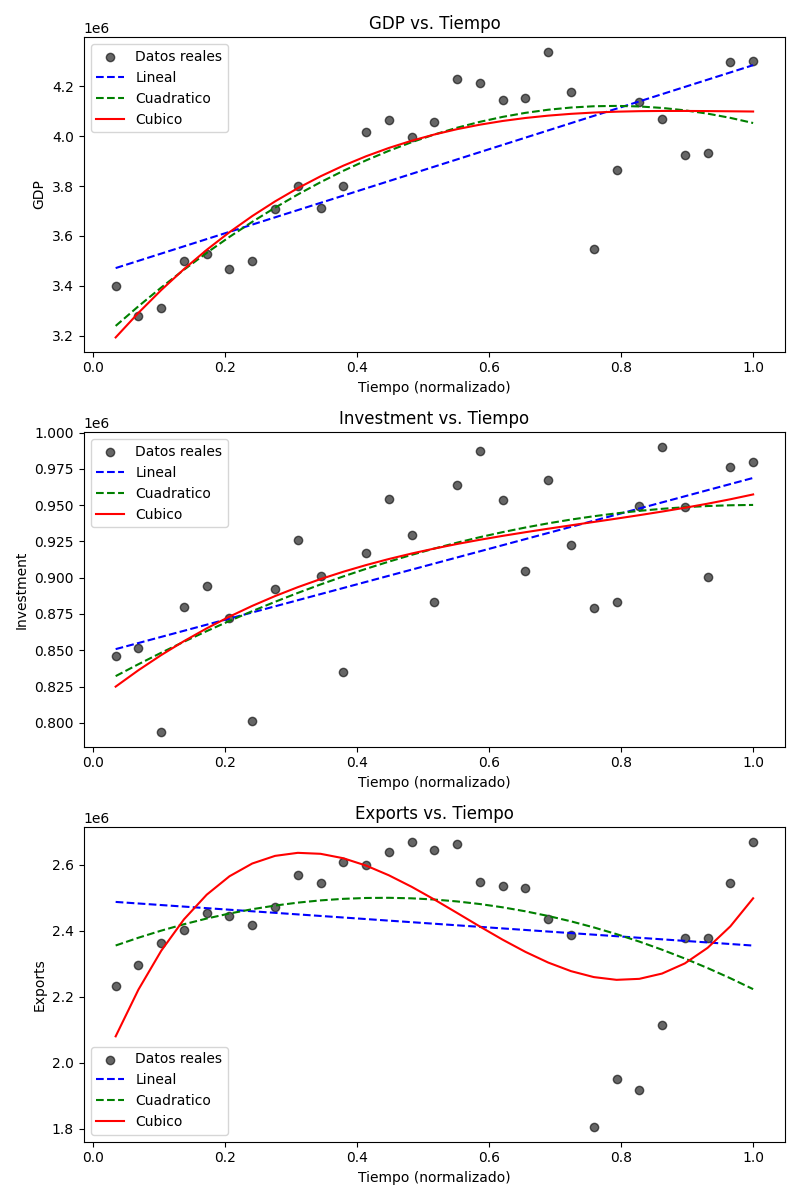 GDP vs. Tiempo
1e6
Datos reales
Lineal
Cuadratico
Cubico
4.2
4.0
3.8
3.6
3.4
3.2
GDP
0.0 0.2 0.4 0.6 0.8 1.0
Tiempo (normalizado)
Investment vs. Tiempo
1e6
Datos reales
Lineal
Cuadratico
Cubico
1.000
0.975
0.950
0.925
0.900
0.875
0.850
0.825
0.800
Investment
0.0 0.2 0.4 0.6 0.8 1.0
Tiempo (normalizado)
Exports vs. Tiempo
1e6
2.6
2.4
2.2
2.0
1.8
Exports
Datos reales
Lineal
Cuadratico
Cubico
0.0 0.2 0.4 0.6 0.8 1.0
Tiempo (normalizado)